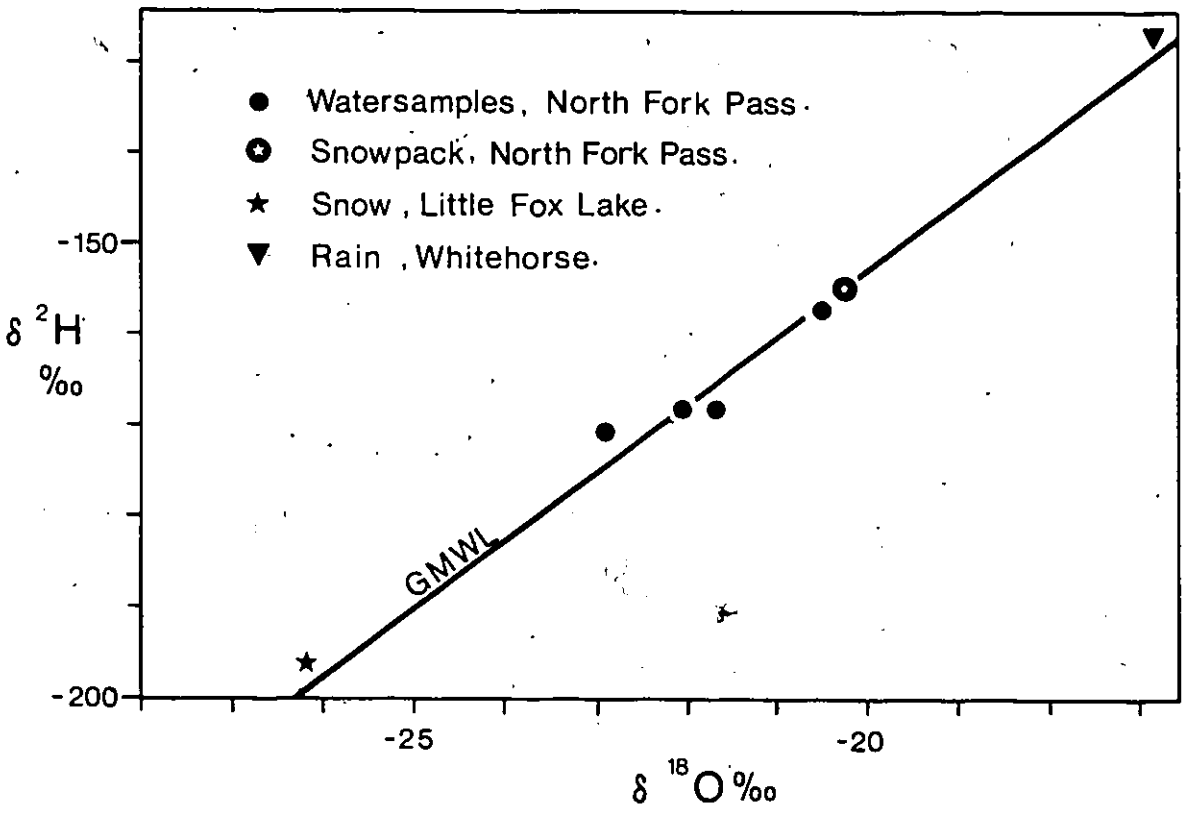 Watersamples, North Fork Pass.
Snowpack, North Fork Pass.
Snow, Little Fox Lake.
Rain, Whitehorse.
-150
δ ²H
‰
GMWL
-200
-25 -20
δ ¹⁸O ‰